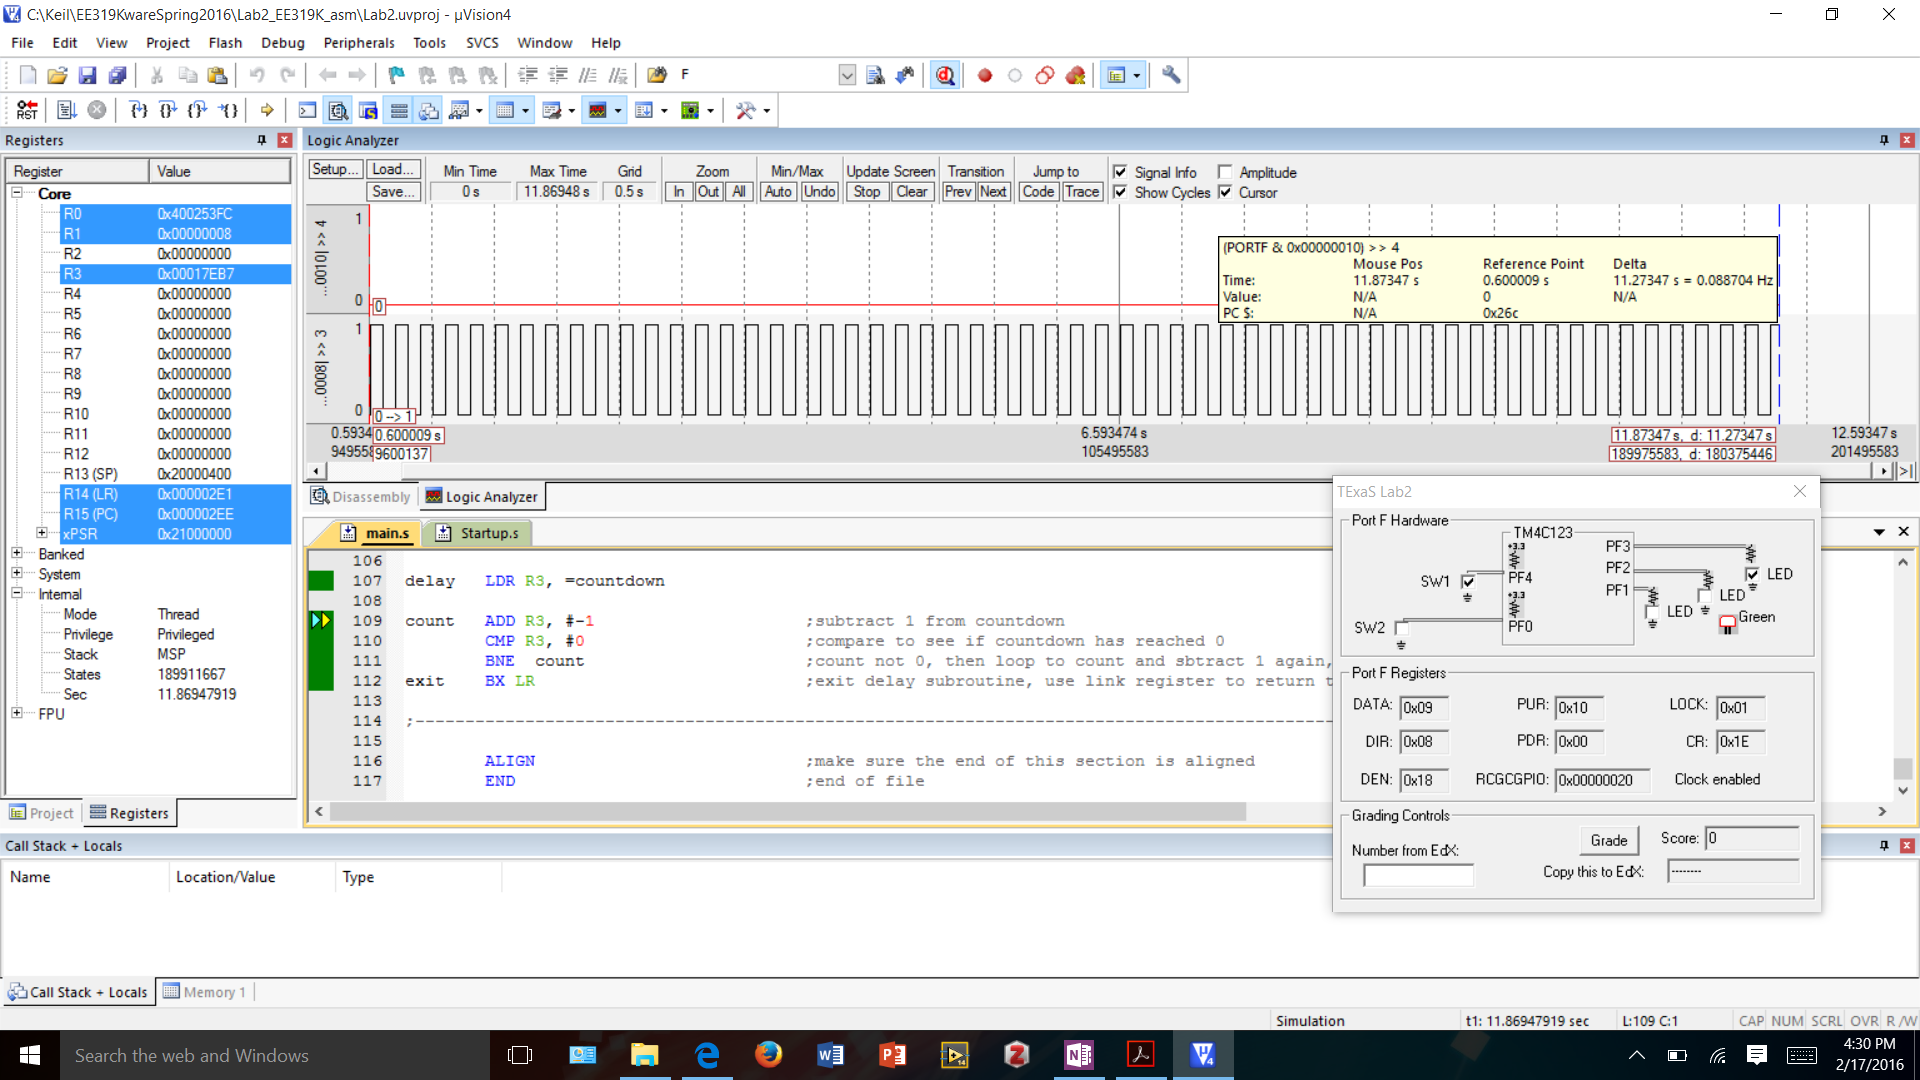 C:\Keil\EE319KwareSpring2016\Lab2_EE319K_asm\Lab2.uvproj - µVision4
File Edit View Project Flash Debug Peripherals Tools SVCS Window Help
F
RST
Registers
Register Value
Core
R0 0x400253FC
R1 0x00000008
R2 0x00000000
R3 0x00017EB7
R4 0x00000000
R5 0x00000000
R6 0x00000000
R7 0x00000000
R8 0x00000000
R9 0x00000000
R10 0x00000000
R11 0x00000000
R12 0x00000000
R13 (SP) 0x20000400
R14 (LR) 0x000002E1
R15 (PC) 0x000002EE
xPSR 0x21000000
Banked
System
Internal
Mode Thread
Privilege Privileged
Stack MSP
States 189911667
Sec 11.86947919
FPU
Project Registers
Logic Analyzer
Setup... Load... Min Time Max Time Grid Zoom Min/Max Update Screen Transition Jump to Signal Info Amplitude
Save... 0 s 11.86948 s 0.5 s In Out All Auto Undo Stop Clear Prev Next Code Trace Show Cycles Cursor
...0010) >> 4
1
0
0
(PORTF & 0x00000010) >> 4
Mouse Pos Reference Point Delta
Time: 11.87347 s 0.600009 s 11.27347 s = 0.088704 Hz
Value: N/A 0 N/A
PC $: N/A 0x26c
...0008) >> 3
1
0
0 --> 1
0.5934 0.600009 s 6.593474 s 11.87347 s, d: 11.27347 s 12.59347 s
949558 9600137 105495583 189975583, d: 180375446 201495583
Disassembly Logic Analyzer
main.s Startup.s
106
107 delay LDR R3, =countdown
108
109 count ADD R3, #-1 ;subtract 1 from countdown
110 CMP R3, #0 ;compare to see if countdown has reached 0
111 BNE count ;count not 0, then loop to count and sbtract 1 again,
112 exit BX LR ;exit delay subroutine, use link register to return t
113
114 ;-----------------------------------------------------------------------------
115
116 ALIGN ;make sure the end of this section is aligned
117 END ;end of file
TExaS Lab2
Port F Hardware
TM4C123
+3.3
SW1
PF4
+3.3
SW2
PF0
PF3
PF2
PF1
LED
LED
LED
Green
Port F Registers
DATA: 0x09 PUR: 0x10 LOCK: 0x01
DIR: 0x08 PDR: 0x00 CR: 0x1E
DEN: 0x18 RCGCGPIO: 0x00000020 Clock enabled
Grading Controls
Number from EdX:
Grade Score: 0
Copy this to EdX: --------
Call Stack + Locals
Name Location/Value Type
Call Stack + Locals Memory 1
Simulation t1: 11.86947919 sec L:109 C:1 CAP NUM SCRL OVR R /W
Search the web and Windows
4:30 PM
2/17/2016